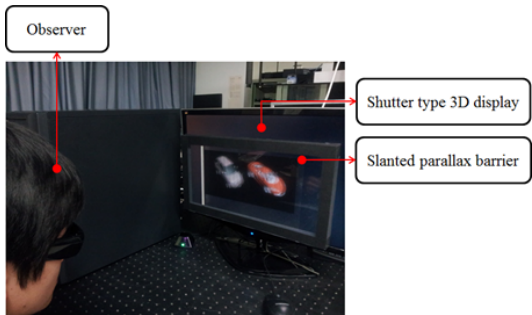 Observer
Shutter type 3D display
Slanted parallax barrier